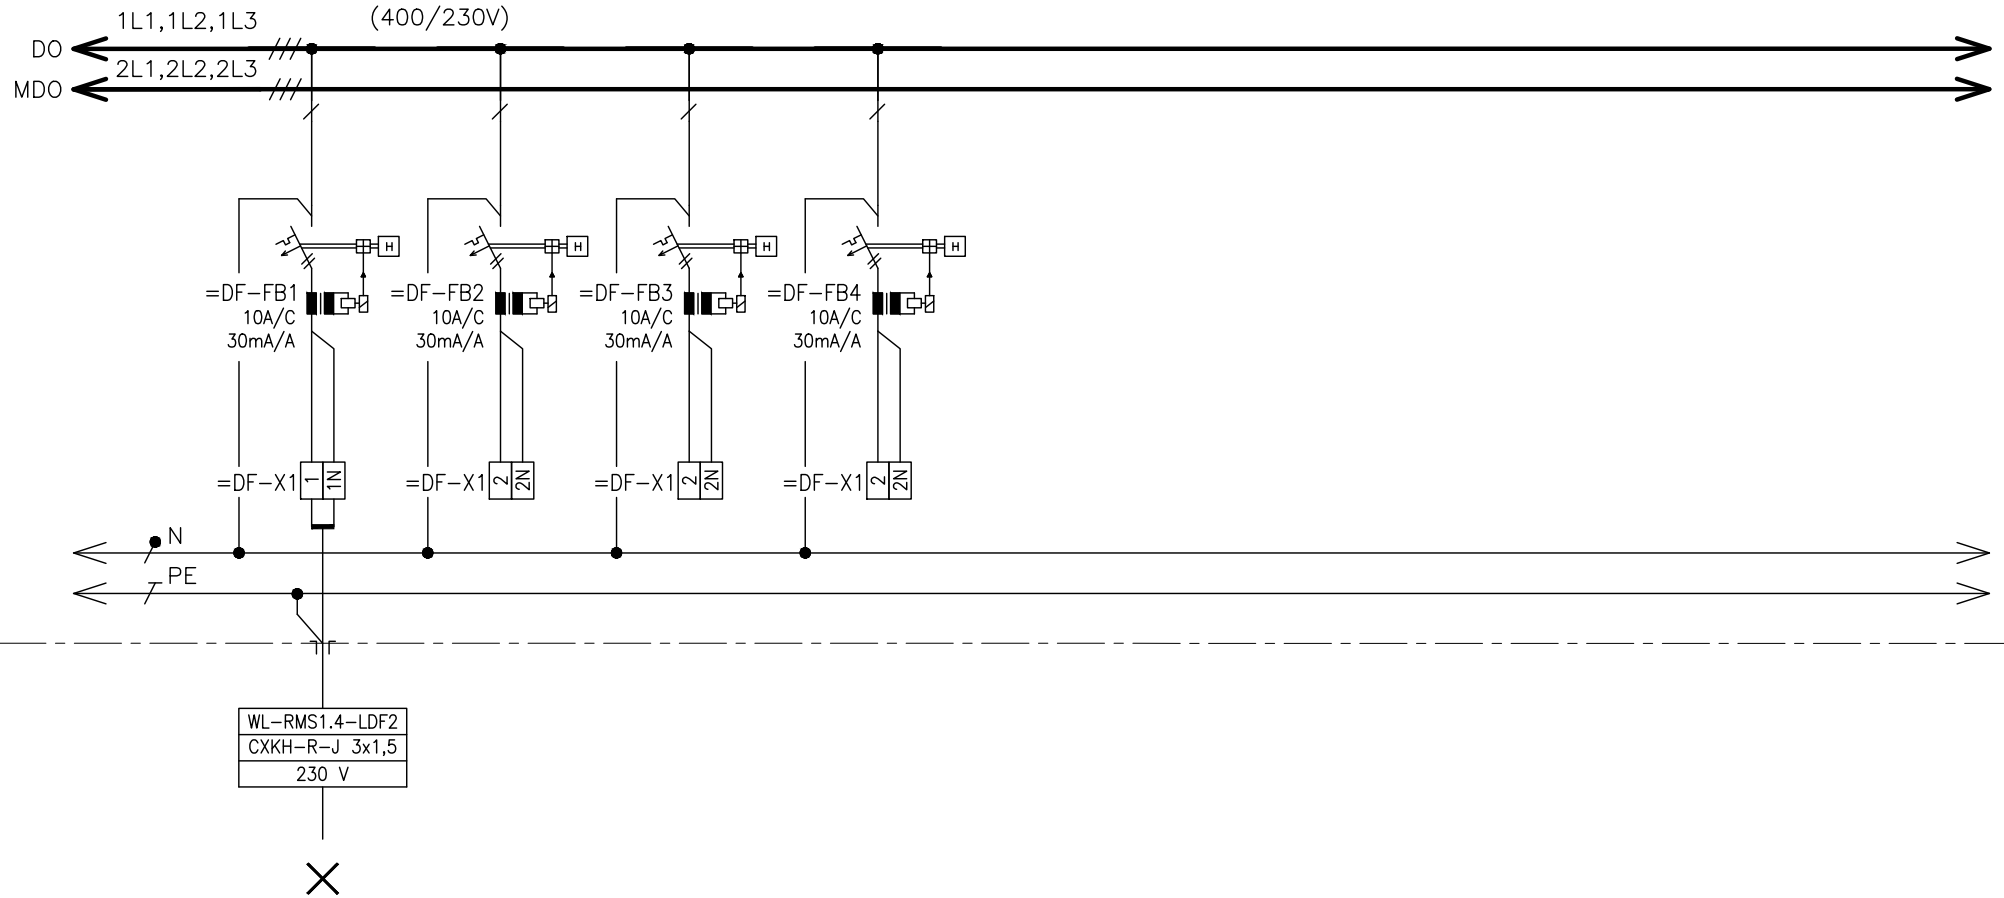 1L1,1L2,1L3 (400/230V)
DO
2L1,2L2,2L3
MDO
H H H H
=DF-FB1 =DF-FB2 =DF-FB3 =DF-FB4
10A/C 10A/C 10A/C 10A/C
30mA/A 30mA/A 30mA/A 30mA/A
=DF-X1 1 1N =DF-X1 2 2N =DF-X1 2 2N =DF-X1 2 2N
N
PE
WL-RMS1.4-LDF2
CXKH-R-J 3x1,5
230 V